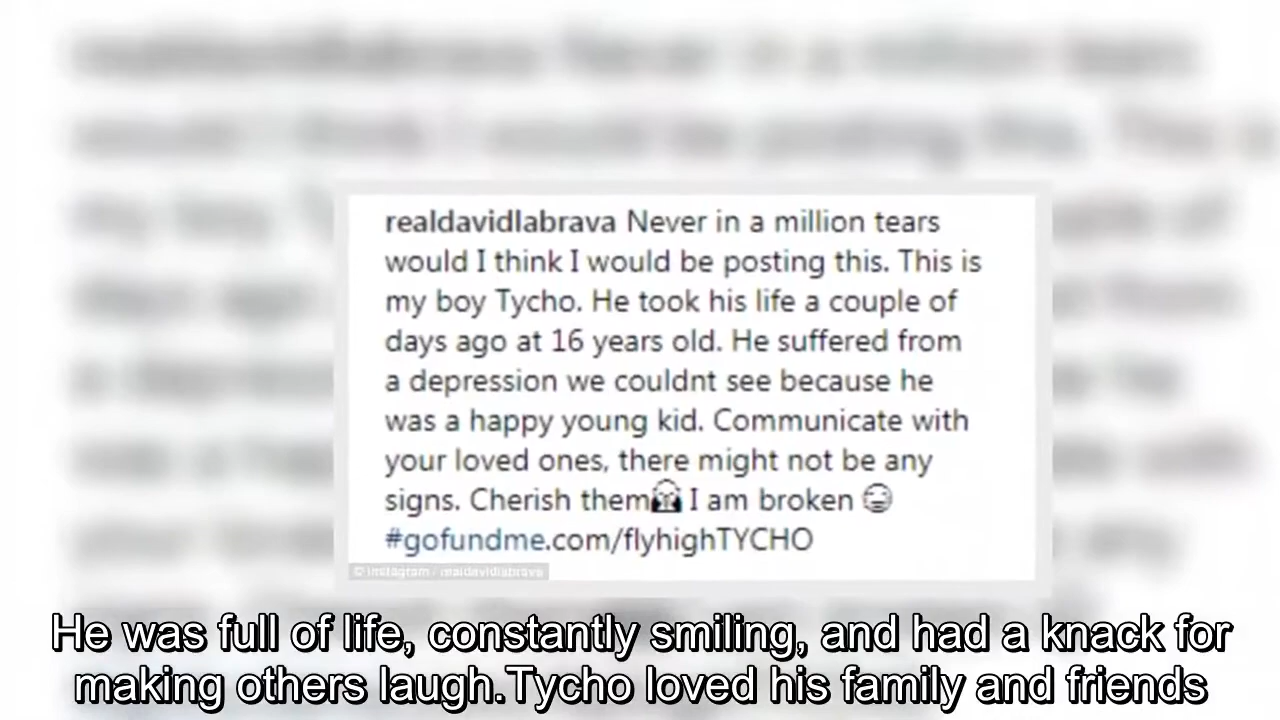 realdavidlabrava Never in a million tears
would I think I would be posting this. This is
my boy Tycho. He took his life a couple of
days ago at 16 years old. He suffered from
a depression we couldnt see because he
was a happy young kid. Communicate with
your loved ones, there might not be any
signs. Cherish them I am broken
#gofundme.com/flyhighTYCHO
© Instagram / realdavidlabrava
He was full of life, constantly smiling, and had a knack for
making others laugh.Tycho loved his family and friends